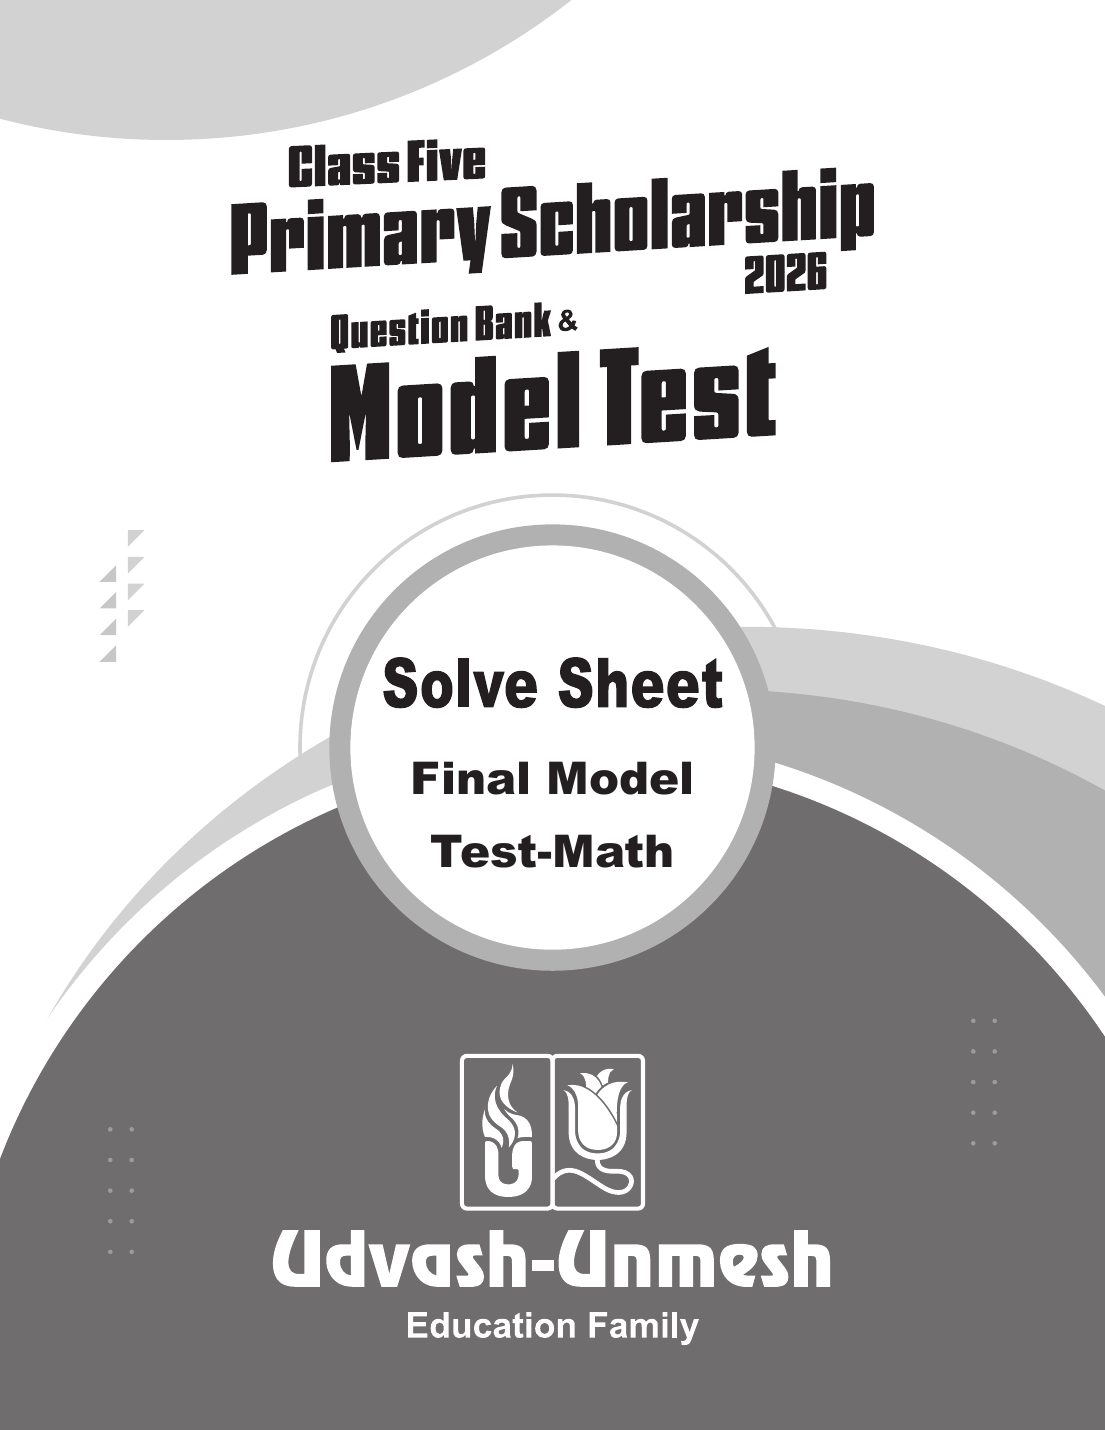 Class Five
Primary Scholarship
2026
Question Bank &
Model Test
Solve Sheet
Final Model
Test-Math
Udvash-Unmesh
Education Family